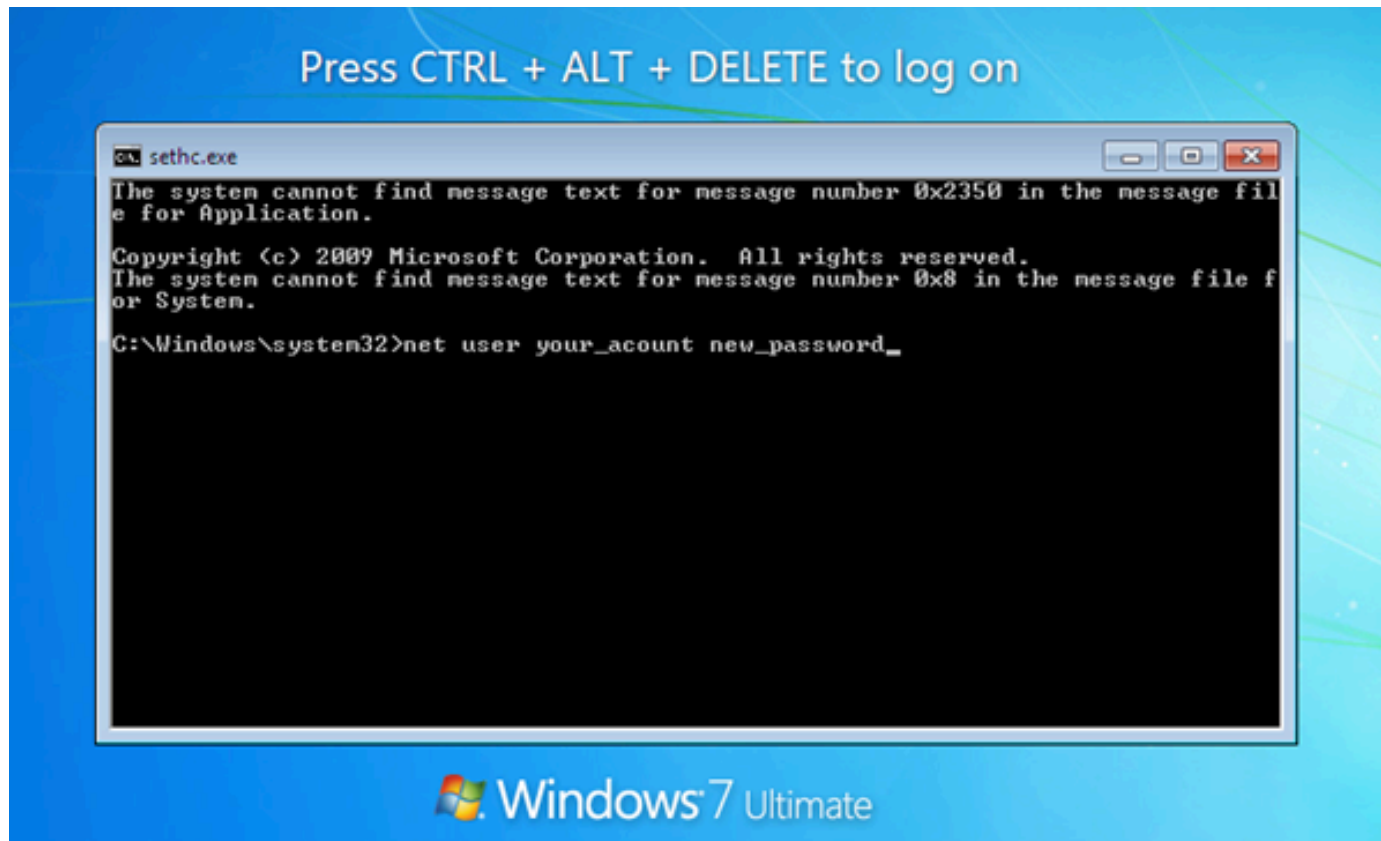 Press CTRL + ALT + DELETE to log on
sethc.exe
The system cannot find message text for message number 0x2350 in the message fil
e for Application.
Copyright (c) 2009 Microsoft Corporation.  All rights reserved.
The system cannot find message text for message number 0x8 in the message file f
or System.
C:\Windows\system32>net user your_acount new_password_
Windows 7 Ultimate